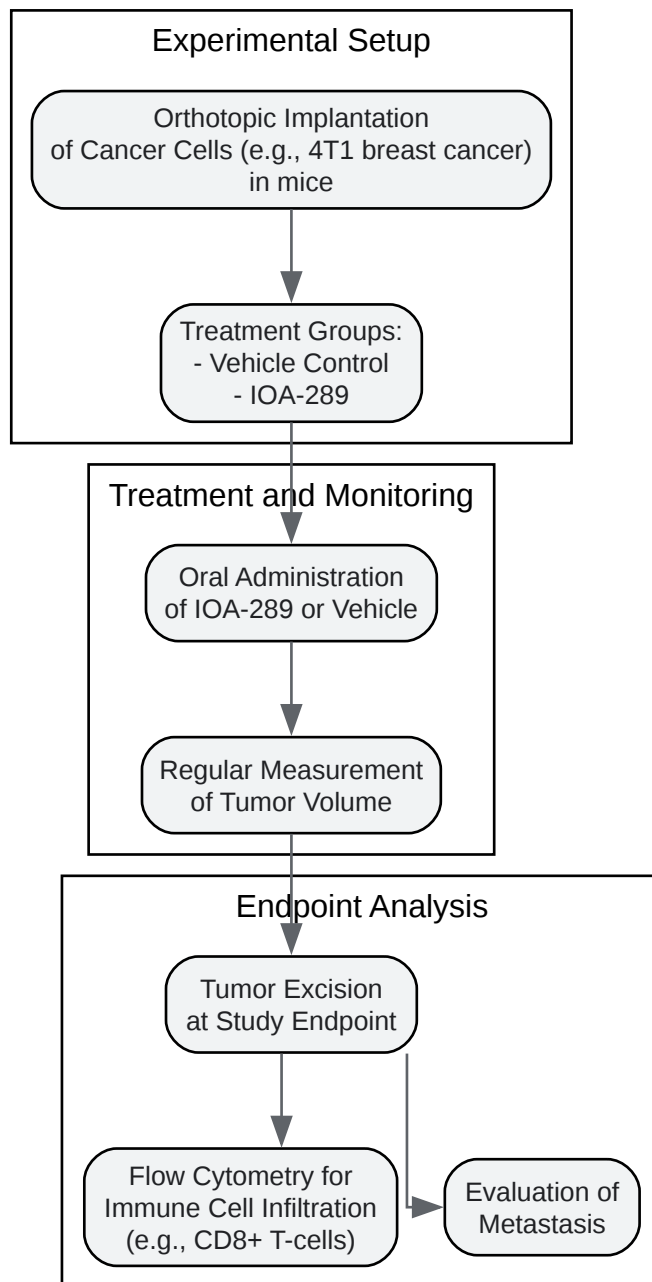 Experimental Setup
Orthotopic Implantation
of Cancer Cells (e.g., 4T1 breast cancer)
in mice
Treatment Groups:
- Vehicle Control
- IOA-289
Treatment and Monitoring
Oral Administration
of IOA-289 or Vehicle
Regular Measurement
of Tumor Volume
Endpoint Analysis
Tumor Excision
at Study Endpoint
Flow Cytometry for
Immune Cell Infiltration
(e.g., CD8+ T-cells)
Evaluation of
Metastasis